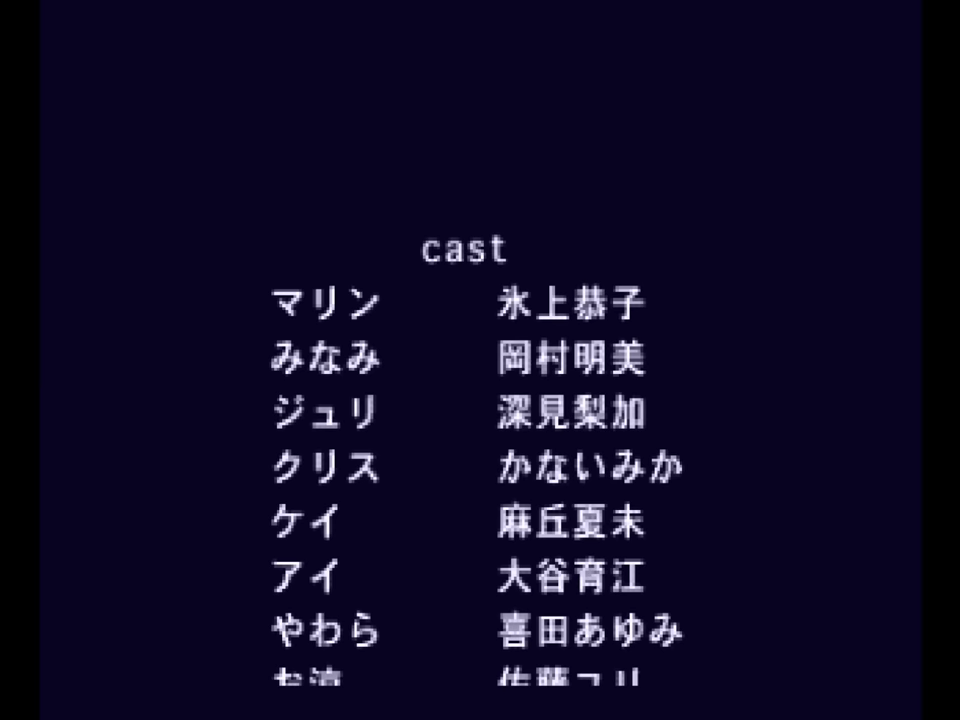 cast
マリン 氷上恭子
みなみ 岡村明美
ジュリ 深見梨加
クリス かないみか
ケイ 麻丘夏未
アイ 大谷育江
やわら 喜田あゆみ